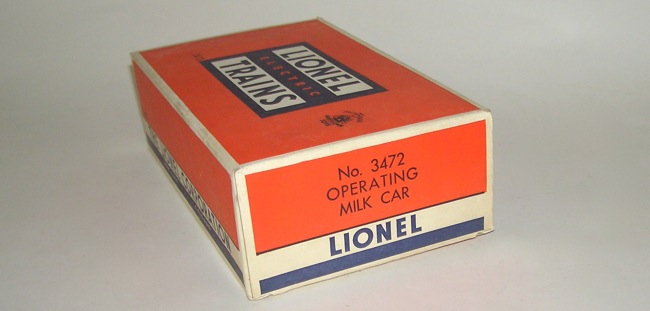 LIONEL
ELECTRIC
TRAINS
No. 3472
OPERATING
MILK CAR
LIONEL